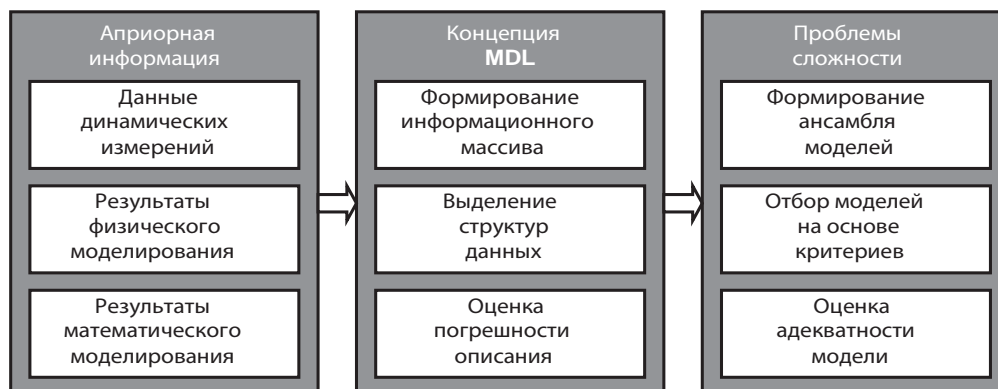 Априорная
информация
Данные
динамических
измерений
Результаты
физического
моделирования
Результаты
математического
моделирования
Концепция
MDL
Формирование
информационного
массива
Выделение
структур
данных
Оценка
погрешности
описания
Проблемы
сложности
Формирование
ансамбля
моделей
Отбор моделей
на основе
критериев
Оценка
адекватности
модели